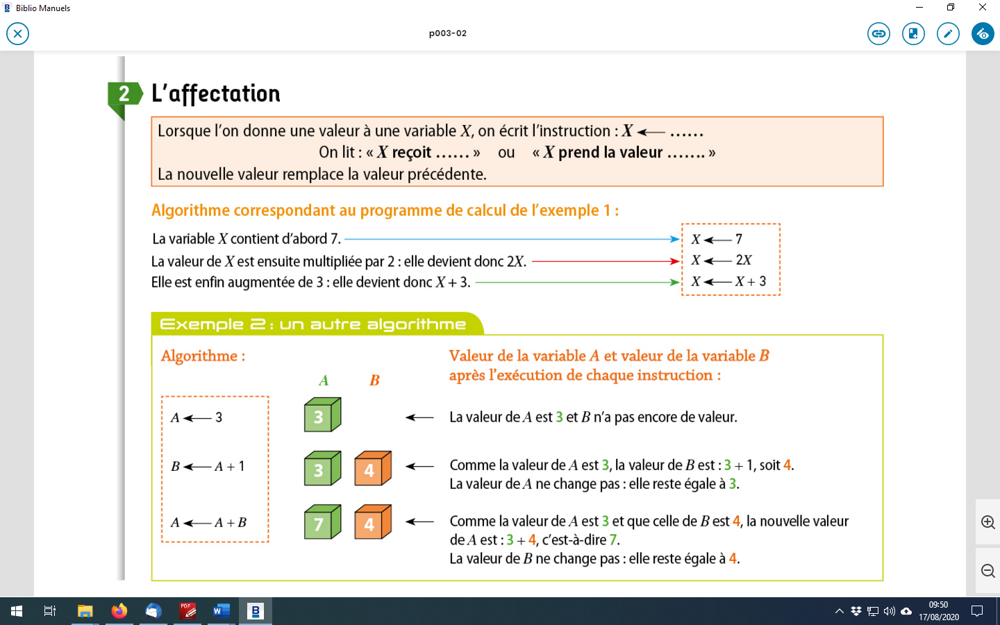 Biblio Manuels
p003-02
2 L'affectation
Lorsque l'on donne une valeur à une variable X, on écrit l'instruction : X ← ……
On lit : « X reçoit …… » ou « X prend la valeur ……. »
La nouvelle valeur remplace la valeur précédente.
Algorithme correspondant au programme de calcul de l'exemple 1 :
La variable X contient d'abord 7. X ← 7
La valeur de X est ensuite multipliée par 2 : elle devient donc 2X. X ← 2X
Elle est enfin augmentée de 3 : elle devient donc X + 3. X ← X + 3
Exemple 2 : un autre algorithme
Algorithme :
Valeur de la variable A et valeur de la variable B
après l'exécution de chaque instruction :
A B
A ← 3 3 ← La valeur de A est 3 et B n'a pas encore de valeur.
B ← A + 1 3 4 ← Comme la valeur de A est 3, la valeur de B est : 3 + 1, soit 4.
La valeur de A ne change pas : elle reste égale à 3.
A ← A + B 7 4 ← Comme la valeur de A est 3 et que celle de B est 4, la nouvelle valeur
de A est : 3 + 4, c'est-à-dire 7.
La valeur de B ne change pas : elle reste égale à 4.
PDF W B
09:50
17/08/2020